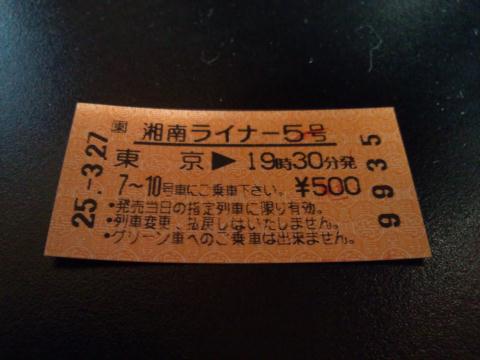 東 湘南ライナー5号
東 京 ▶ 19時30分発
7～10号車にご乗車下さい。 ¥500
・発売当日の指定列車に限り有効。
・列車変更、払戻しはいたしません。
・グリーン車へのご乗車は出来ません。
25.-3.27
9935